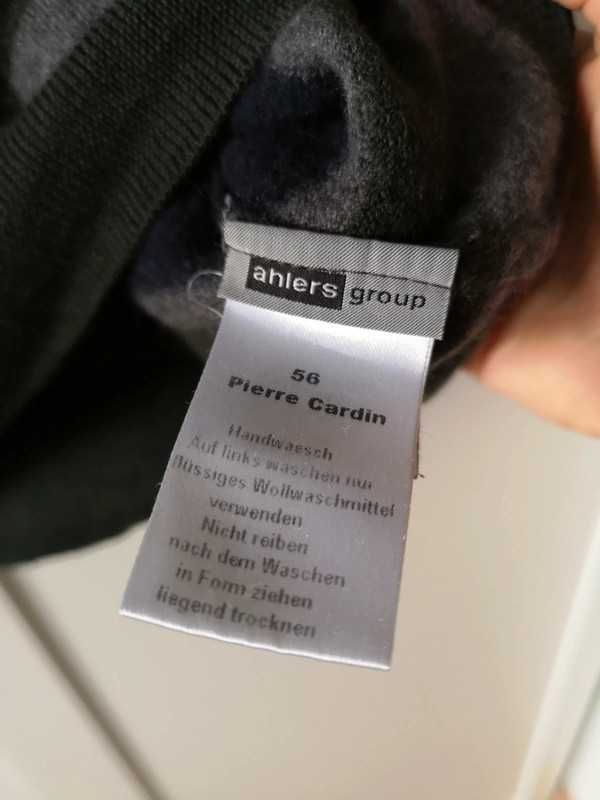 ahlers group
56
Pierre Cardin
Handwaesch
Auf links waschen nur
flüssiges Wollwaschmittel
verwenden
Nicht reiben
nach dem Waschen
in Form ziehen
liegend trocknen